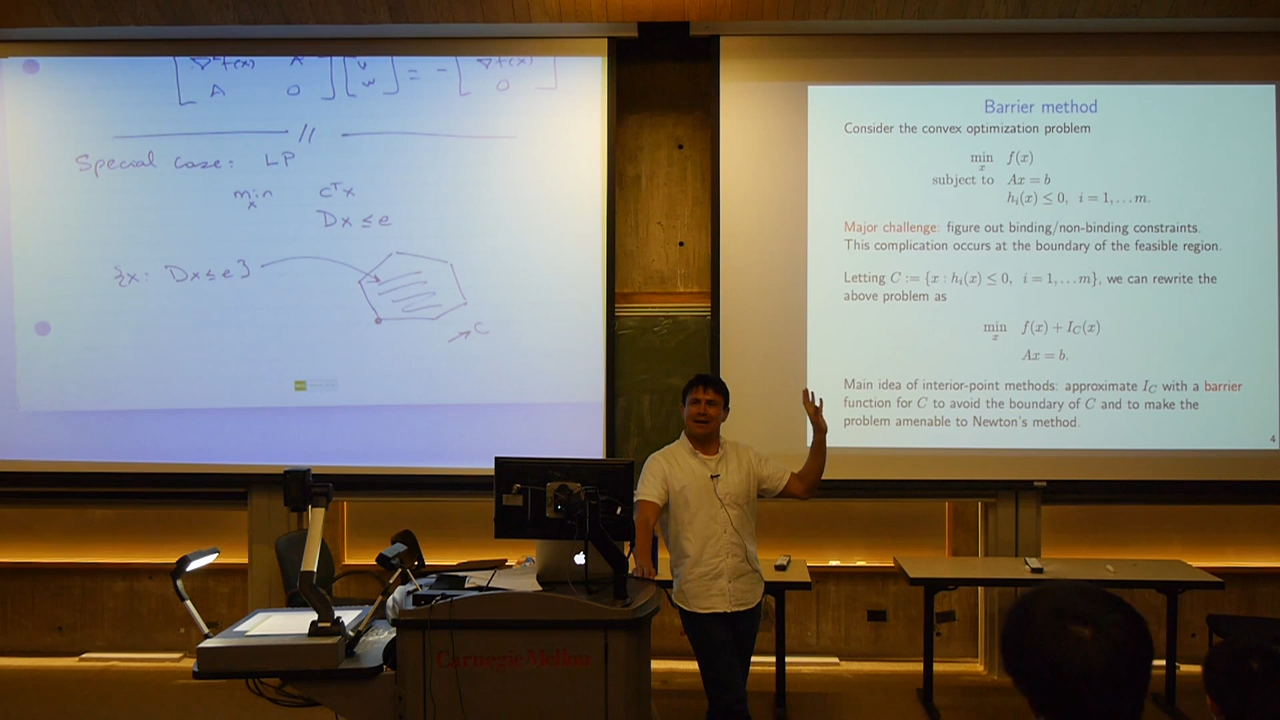 [ ∇²f(x) Aᵀ ] [ v ] = - [ ∇f(x) ]
[ A 0 ] [ w ] [ 0 ]
Special case: LP
min cᵀx
x
Dx ≤ e
{x: Dx ≤ e}
C
Barrier method
Consider the convex optimization problem
min f(x)
x
subject to Ax = b
hᵢ(x) ≤ 0, i = 1, . . . m.
Major challenge: figure out binding/non-binding constraints.
This complication occurs at the boundary of the feasible region.
Letting C := {x : hᵢ(x) ≤ 0, i = 1, . . . m}, we can rewrite the
above problem as
min f(x) + I_C(x)
x
Ax = b.
Main idea of interior-point methods: approximate I_C with a barrier
function for C to avoid the boundary of C and to make the
problem amenable to Newton's method.
4
Carnegie Mellon